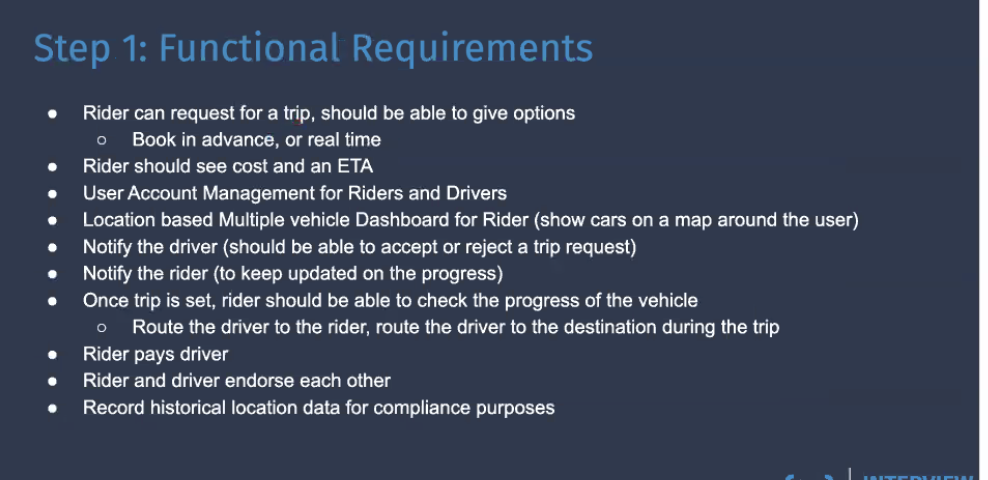 Step 1: Functional Requirements
● Rider can request for a trip, should be able to give options
○ Book in advance, or real time
● Rider should see cost and an ETA
● User Account Management for Riders and Drivers
● Location based Multiple vehicle Dashboard for Rider (show cars on a map around the user)
● Notify the driver (should be able to accept or reject a trip request)
● Notify the rider (to keep updated on the progress)
● Once trip is set, rider should be able to check the progress of the vehicle
○ Route the driver to the rider, route the driver to the destination during the trip
● Rider pays driver
● Rider and driver endorse each other
● Record historical location data for compliance purposes
INTERVIEW